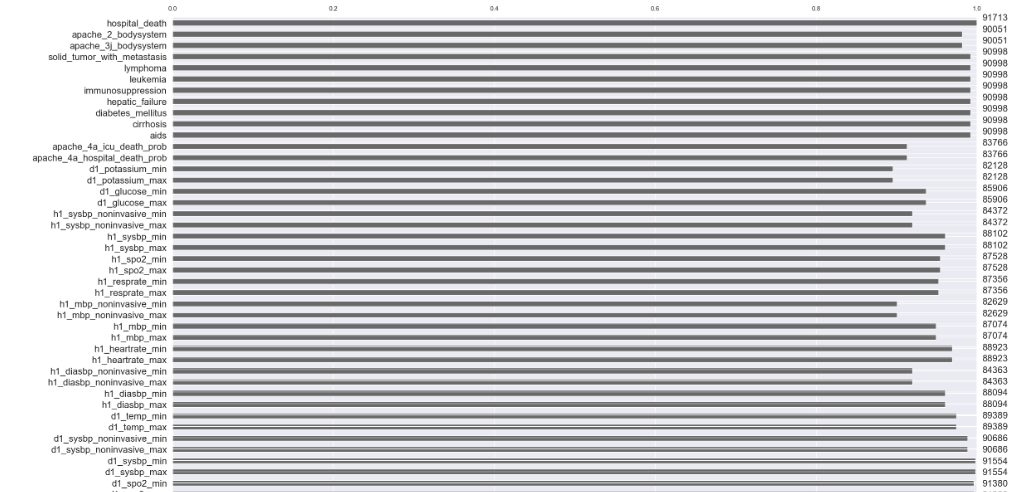 0.0 0.2 0.4 0.6 0.8 1.0
hospital_death 91713
apache_2_bodysystem 90051
apache_3j_bodysystem 90051
solid_tumor_with_metastasis 90998
lymphoma 90998
leukemia 90998
immunosuppression 90998
hepatic_failure 90998
diabetes_mellitus 90998
cirrhosis 90998
aids 90998
apache_4a_icu_death_prob 83766
apache_4a_hospital_death_prob 83766
d1_potassium_min 82128
d1_potassium_max 82128
d1_glucose_min 85906
d1_glucose_max 85906
h1_sysbp_noninvasive_min 84372
h1_sysbp_noninvasive_max 84372
h1_sysbp_min 88102
h1_sysbp_max 88102
h1_spo2_min 87528
h1_spo2_max 87528
h1_resprate_min 87356
h1_resprate_max 87356
h1_mbp_noninvasive_min 82629
h1_mbp_noninvasive_max 82629
h1_mbp_min 87074
h1_mbp_max 87074
h1_heartrate_min 88923
h1_heartrate_max 88923
h1_diasbp_noninvasive_min 84363
h1_diasbp_noninvasive_max 84363
h1_diasbp_min 88094
h1_diasbp_max 88094
d1_temp_min 89389
d1_temp_max 89389
d1_sysbp_noninvasive_min 90686
d1_sysbp_noninvasive_max 90686
d1_sysbp_min 91554
d1_sysbp_max 91554
d1_spo2_min 91380